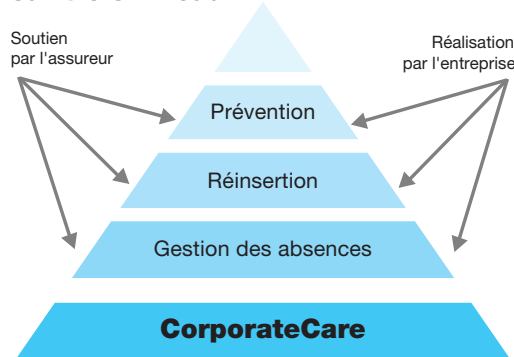 Soutien
par l'assureur
Réalisation
par l'entreprise
Prévention
Réinsertion
Gestion des absences
CorporateCare